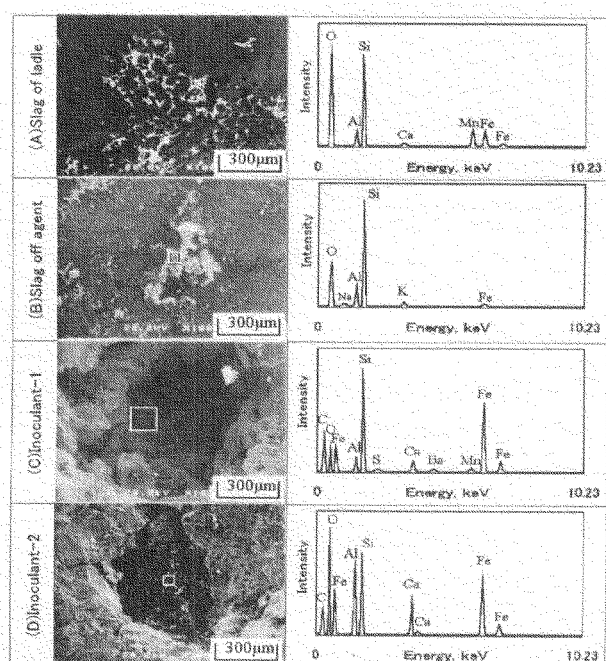 (A)Slag of ladle
300μm
Intensity
O
Si
Al
Ca
Mn Fe
Fe
0
Energy, keV
10.23
(B)Slag off agent
300μm
Intensity
O
Na
Al
Si
K
Fe
0
Energy, keV
10.23
(C)Inoculant-1
300μm
Intensity
C
O
Fe
Al
Si
S
Ca
Ba
Mn
Fe
Fe
0
Energy, keV
10.23
(D)Inoculant-2
300μm
Intensity
C
O
Fe
Al
Si
Ca
Ca
Fe
Fe
0
Energy, keV
10.23